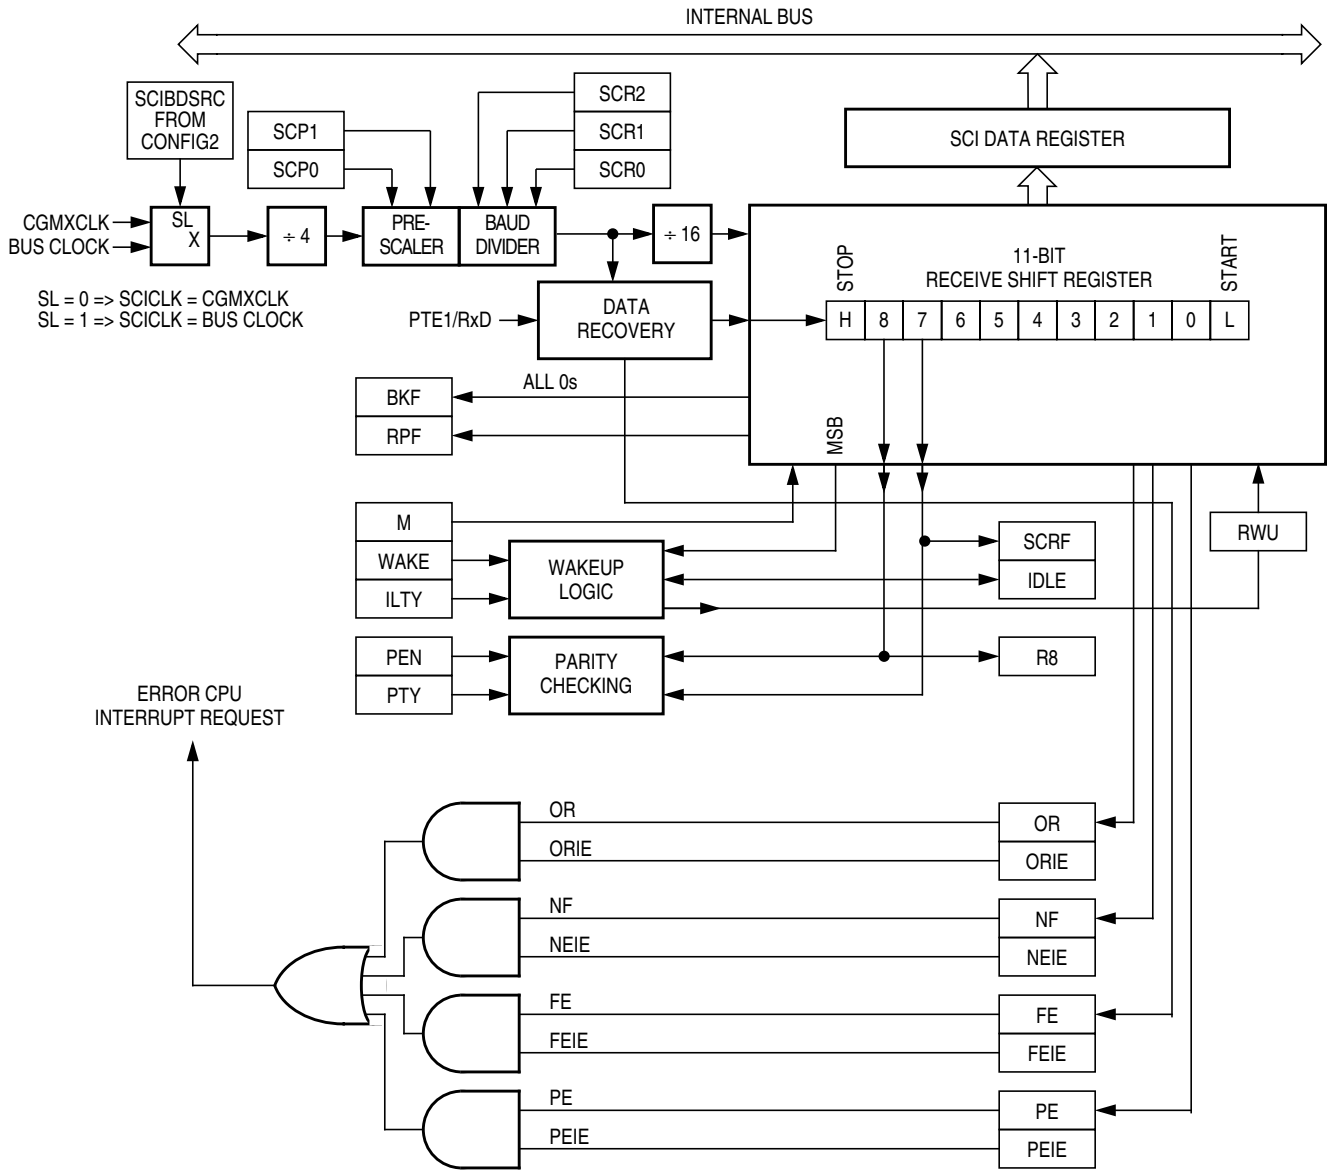 INTERNAL BUS
SCIBDSRC
FROM
CONFIG2
SCP1
SCP0
SCR2
SCR1
SCR0
SCI DATA REGISTER
CGMXCLK
BUS CLOCK
SL
X
÷ 4
PRE-
SCALER
BAUD
DIVIDER
÷ 16
SL = 0 => SCICLK = CGMXCLK
SL = 1 => SCICLK = BUS CLOCK
PTE1/RxD
DATA
RECOVERY
STOP
11-BIT
RECEIVE SHIFT REGISTER
START
H 8 7 6 5 4 3 2 1 0 L
ALL 0s
BKF
RPF
MSB
M
WAKE
ILTY
WAKEUP
LOGIC
SCRF
IDLE
RWU
PEN
PTY
PARITY
CHECKING
R8
ERROR CPU
INTERRUPT REQUEST
OR
OR
ORIE
ORIE
NF
NF
NEIE
NEIE
FE
FE
FEIE
FEIE
PE
PE
PEIE
PEIE